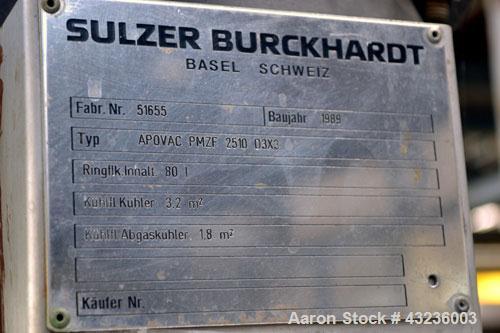 SULZER BURCKHARDT
BASEL SCHWEIZ
Fabr. Nr. 51655 Baujahr 1989
Typ APOVAC PMZF 2510 D3X3
Ringflk.Inhalt 80 l
Kühlfl Kühler 3,2 m²
Kühlfl Abgaskühler 1,8 m²
Käufer Nr.
Aaron Stock # 43236003